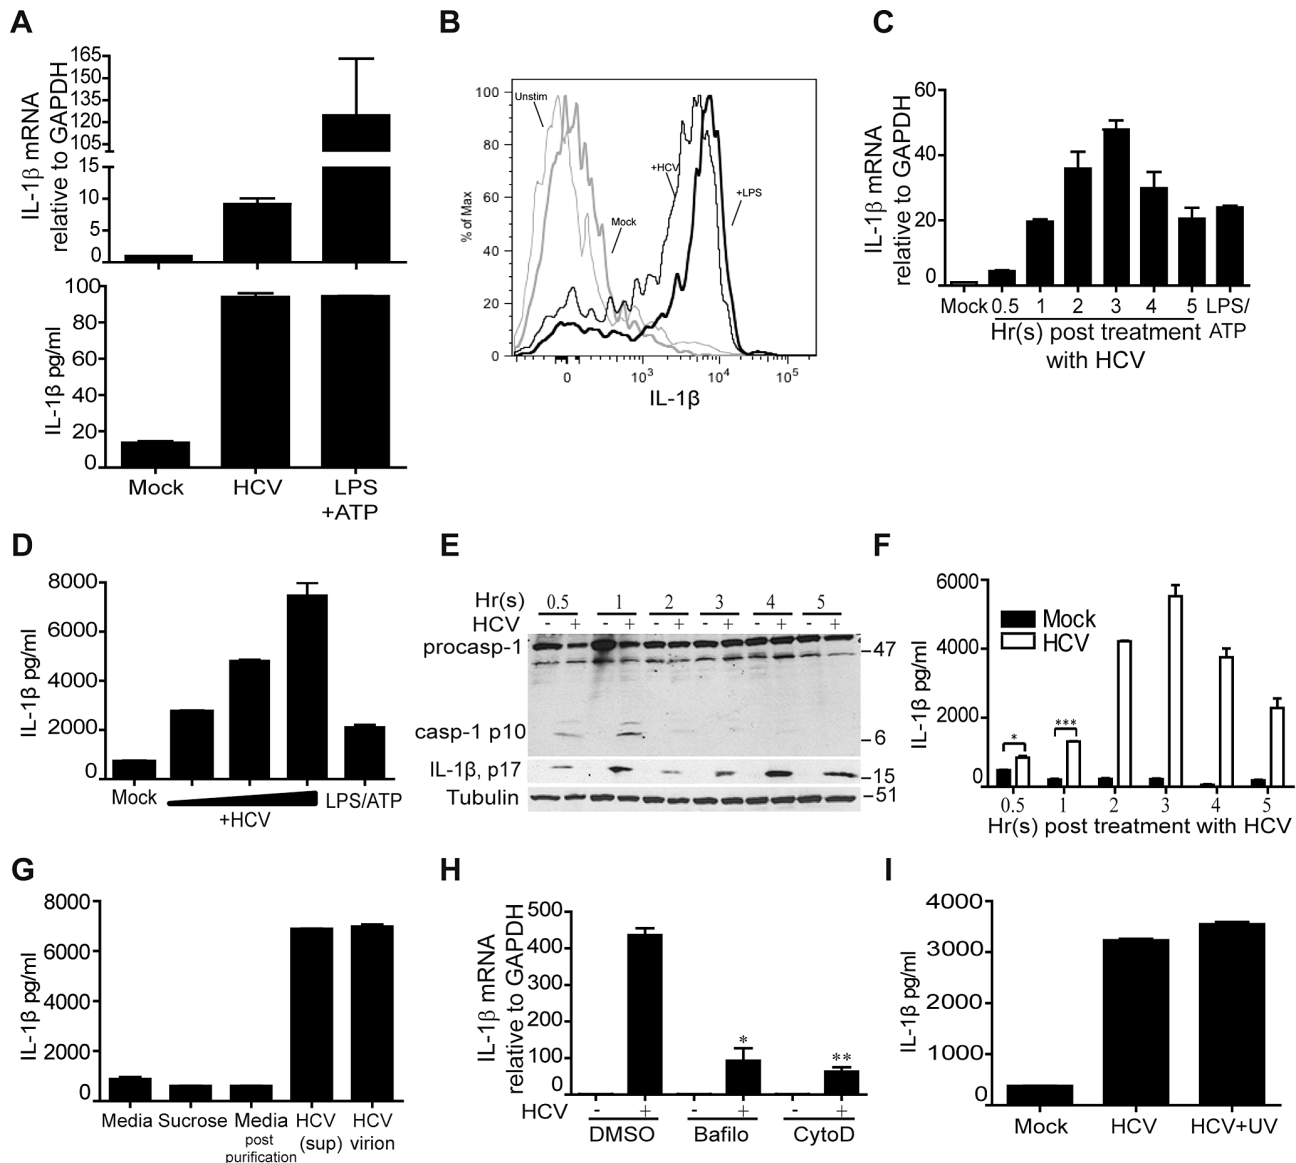 A
IL-1β mRNA
relative to GAPDH
165
150
135
120
105
15
10
5
0
IL-1β pg/ml
100
80
60
40
20
0
Mock HCV LPS
+ATP
B
% of Max
100
80
60
40
20
0
Unstim
+HCV
+LPS
Mock
0 10³ 10⁴ 10⁵
IL-1β
C
IL-1β mRNA
relative to GAPDH
60
40
20
0
Mock 0.5 1 2 3 4 5 LPS/
ATP
Hr(s) post treatment
with HCV
D
IL-1β pg/ml
8000
6000
4000
2000
0
Mock LPS/ATP
+HCV
E
Hr(s) 0.5 1 2 3 4 5
HCV - + - + - + - + - + - +
procasp-1
47
casp-1 p10
6
IL-1β, p17
15
Tubulin
51
F
IL-1β pg/ml
6000
4000
2000
0
Mock
HCV
* ***
0.5 1 2 3 4 5
Hr(s) post treatment with HCV
G
IL-1β pg/ml
8000
6000
4000
2000
0
Media Sucrose Media HCV HCV
post (sup) virion
purification
H
IL-1β mRNA
relative to GAPDH
500
400
300
200
100
0
* **
HCV - + - + - +
DMSO Bafilo CytoD
I
IL-1β pg/ml
4000
3000
2000
1000
0
Mock HCV HCV+UV